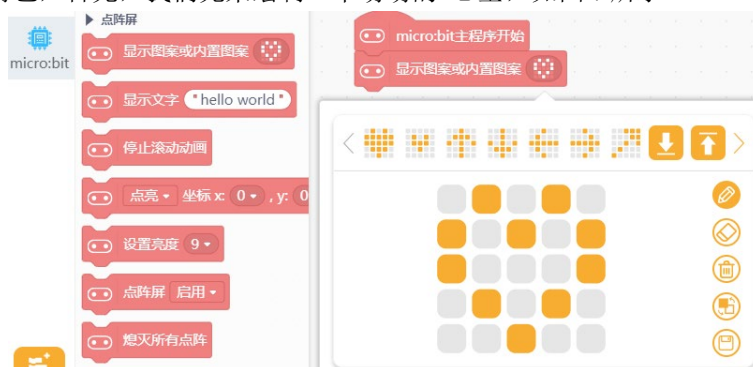 点阵屏
micro:bit
显示图案或内置图案
显示文字 "hello world"
停止滚动动画
点亮 坐标 x: 0 , y: 0
设置亮度 9
点阵屏 启用
熄灭所有点阵
micro:bit主程序开始
显示图案或内置图案